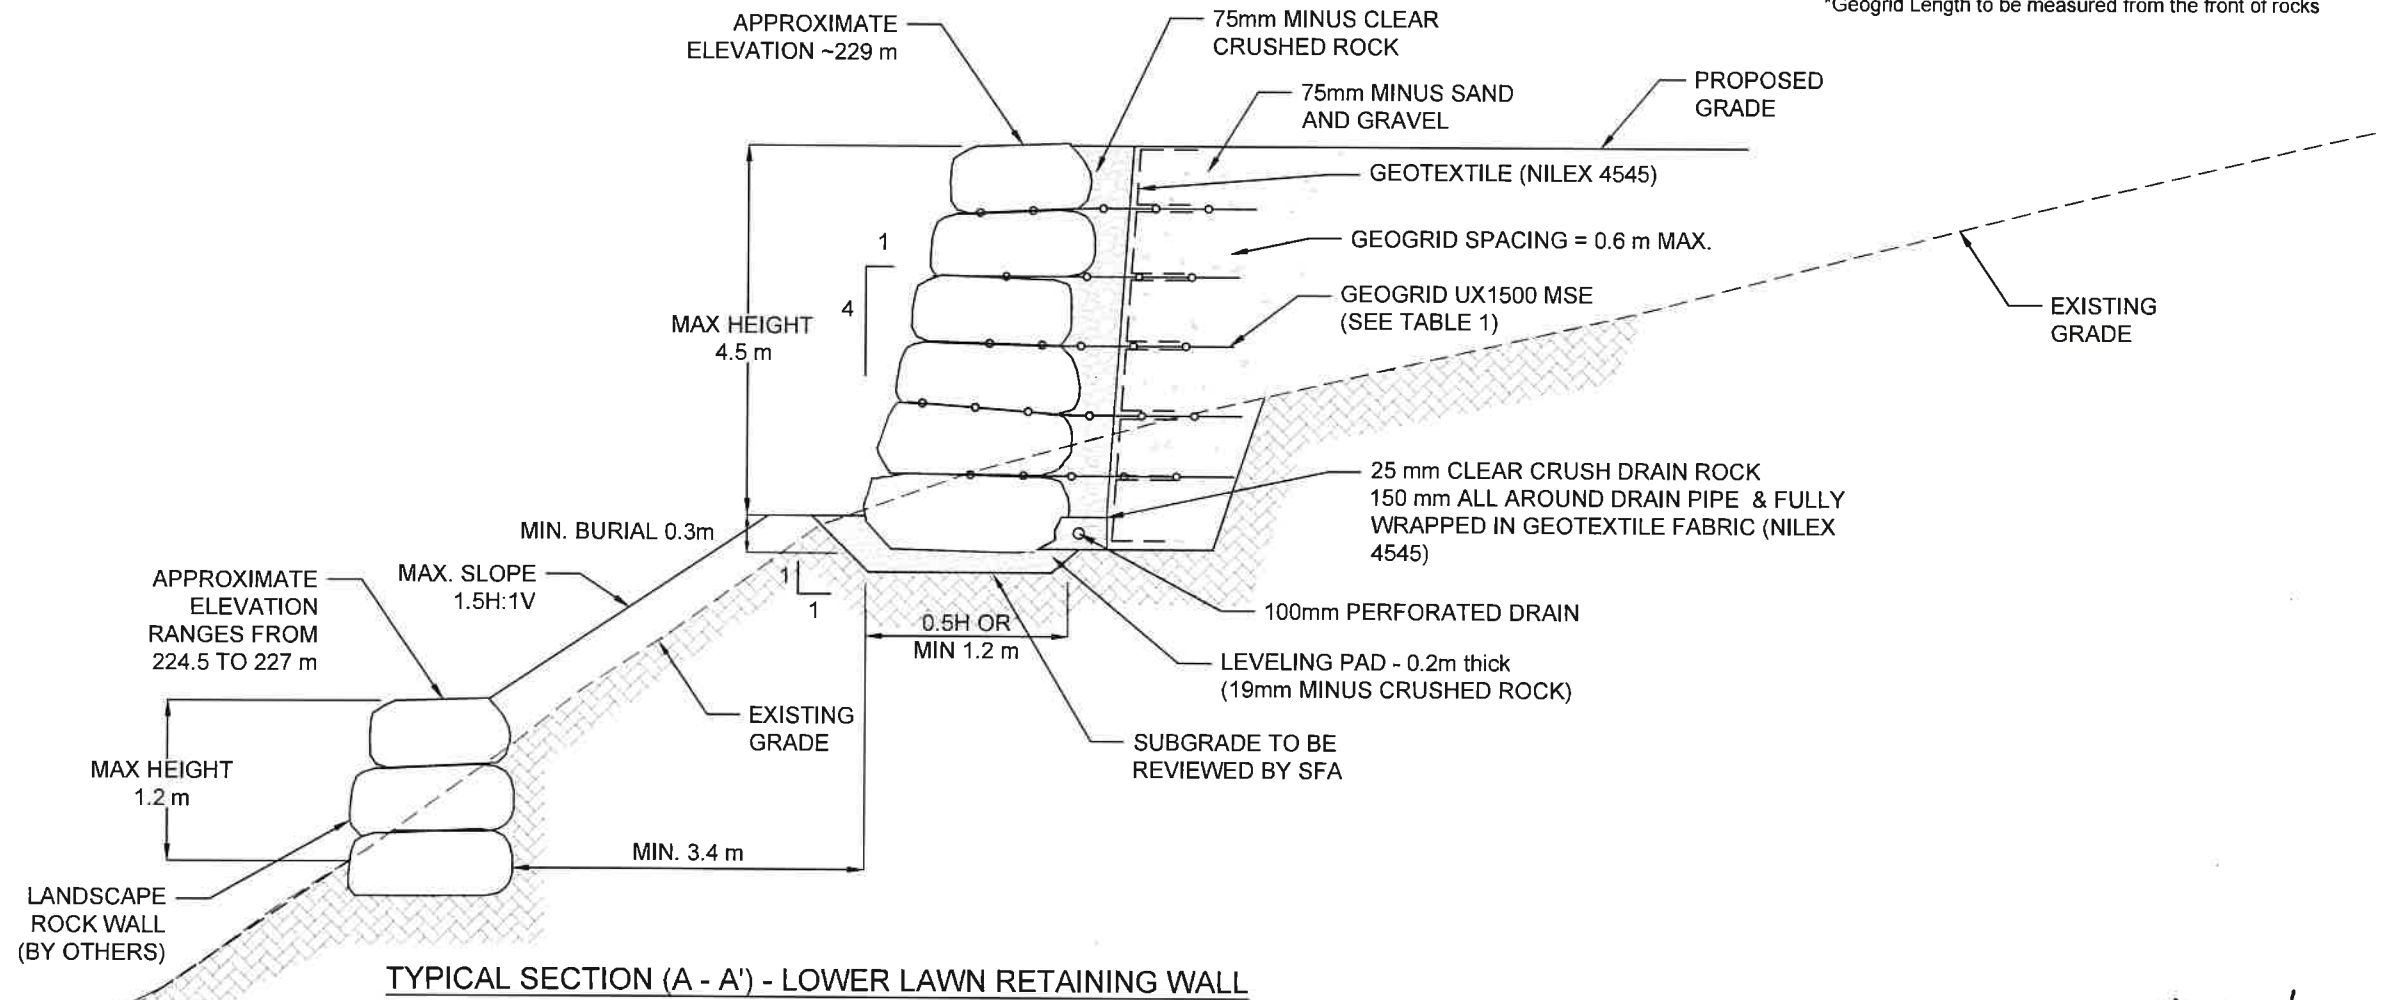 *Geogrid Length to be measured from the front of rocks
APPROXIMATE
ELEVATION ~229 m
75mm MINUS CLEAR
CRUSHED ROCK
75mm MINUS SAND
AND GRAVEL
PROPOSED
GRADE
GEOTEXTILE (NILEX 4545)
1
4
GEOGRID SPACING = 0.6 m MAX.
GEOGRID UX1500 MSE
(SEE TABLE 1)
EXISTING
GRADE
MAX HEIGHT
4.5 m
25 mm CLEAR CRUSH DRAIN ROCK
150 mm ALL AROUND DRAIN PIPE & FULLY
WRAPPED IN GEOTEXTILE FABRIC (NILEX
4545)
MIN. BURIAL 0.3m
MAX. SLOPE
1.5H:1V
APPROXIMATE
ELEVATION
RANGES FROM
224.5 TO 227 m
1
1
0.5H OR
MIN 1.2 m
100mm PERFORATED DRAIN
LEVELING PAD - 0.2m thick
(19mm MINUS CRUSHED ROCK)
EXISTING
GRADE
SUBGRADE TO BE
REVIEWED BY SFA
MAX HEIGHT
1.2 m
MIN. 3.4 m
LANDSCAPE
ROCK WALL
(BY OTHERS)
TYPICAL SECTION (A - A') - LOWER LAWN RETAINING WALL